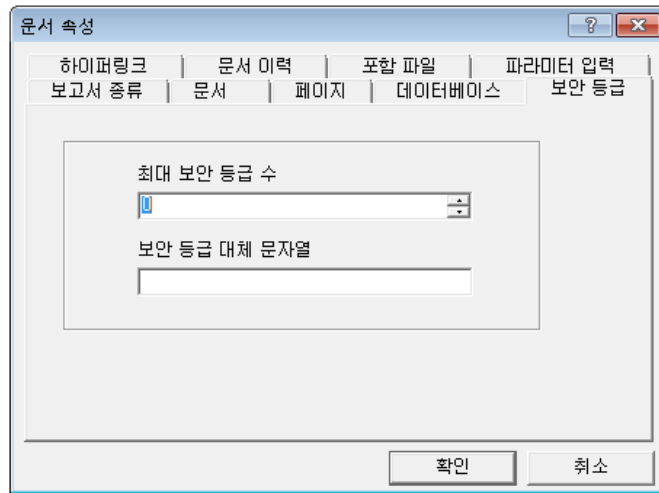 문서 속성
하이퍼링크 문서 이력 포함 파일 파라미터 입력
보고서 종류 문서 페이지 데이터베이스 보안 등급
최대 보안 등급 수
0
보안 등급 대체 문자열
확인 취소